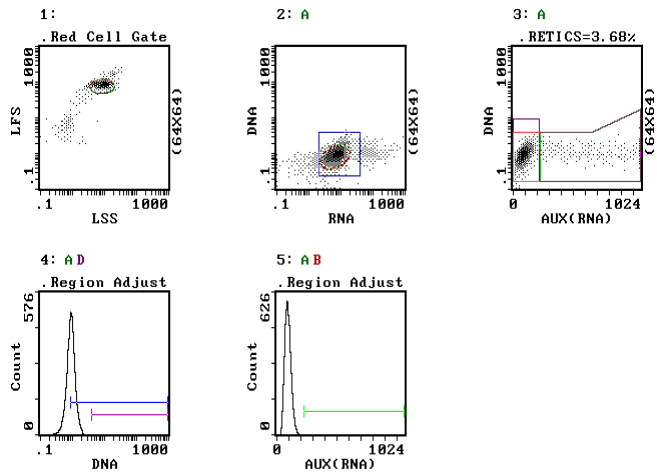 1:
.Red Cell Gate
1000
LFS
.1
(64X64)
.1 1000
LSS
2: A
1000
DNA
.1
(64X64)
.1 1000
RNA
3: A
.RETICS=3.68%
1000
DNA
.1
(64X64)
0 1024
AUX(RNA)
4: A D
.Region Adjust
576
Count
0
.1 1000
DNA
5: A B
.Region Adjust
626
Count
0
0 1024
AUX(RNA)